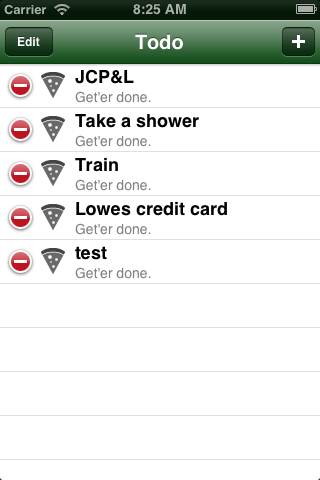 Carrier 8:25 AM
Edit Todo +
JCP&L
Get'er done.
Take a shower
Get'er done.
Train
Get'er done.
Lowes credit card
Get'er done.
test
Get'er done.